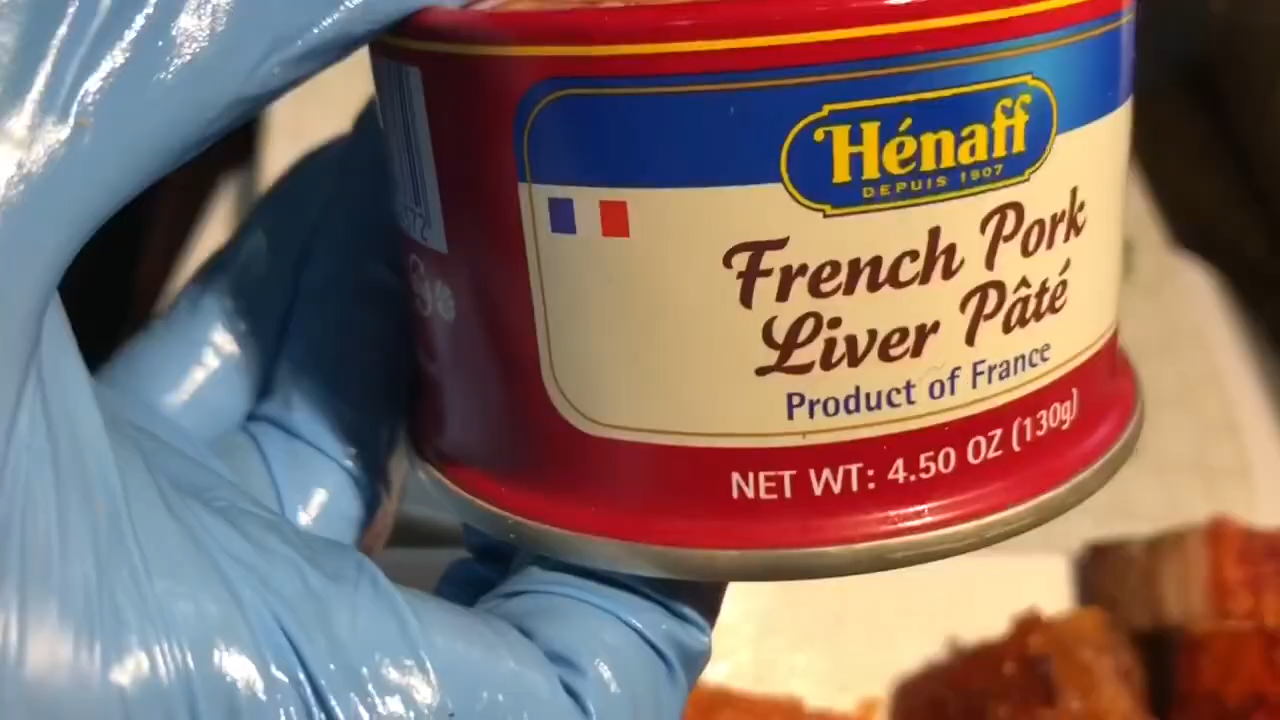 Hénaff
DEPUIS 1907
French Pork
Liver Pâté
Product of France
NET WT: 4.50 OZ (130g)